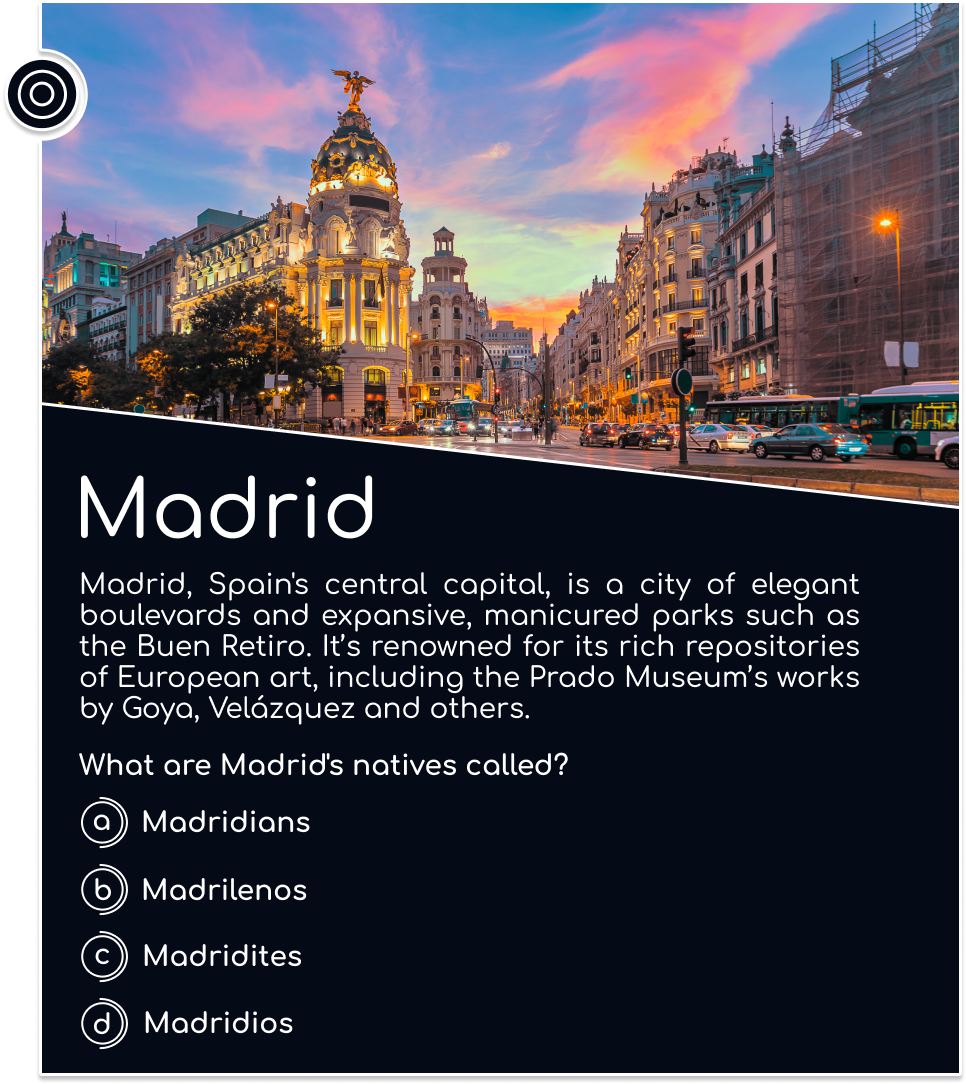 Madrid
Madrid, Spain's central capital, is a city of elegant
boulevards and expansive, manicured parks such as
the Buen Retiro. It’s renowned for its rich repositories
of European art, including the Prado Museum’s works
by Goya, Velázquez and others.
What are Madrid's natives called?
a Madridians
b Madrilenos
c Madridites
d Madridios